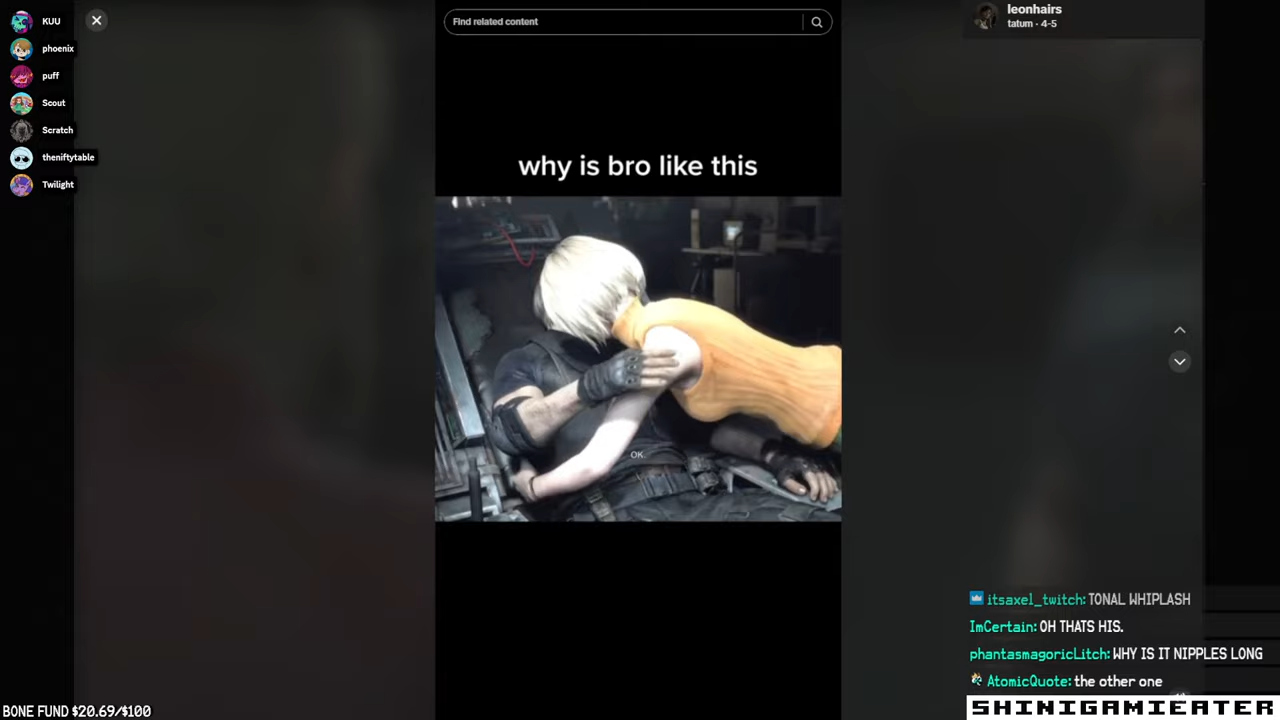 KUU
phoenix
puff
Scout
Scratch
theniftytable
Twilight
Find related content
leonhairs
tatum · 4-5
why is bro like this
OK.
itsaxel_twitch: TONAL WHIPLASH
ImCertain: OH THATS HIS.
phantasmagoricLitch: WHY IS IT NIPPLES LONG
AtomicQuote: the other one
SHINIGAMIEATER
BONE FUND $20.69/$100